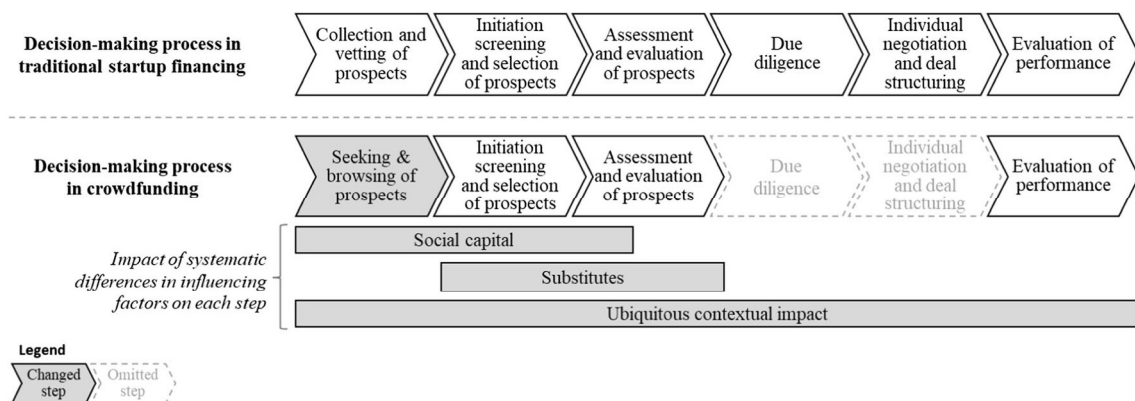 Decision-making process in
traditional startup financing
Collection and
vetting of
prospects
Initiation
screening
and selection
of prospects
Assessment
and evaluation
of prospects
Due
diligence
Individual
negotiation
and deal
structuring
Evaluation of
performance
Decision-making process
in crowdfunding
Seeking &
browsing of
prospects
Initiation
screening
and selection
of prospects
Assessment
and evaluation
of prospects
Due
diligence
Individual
negotiation
and deal
structuring
Evaluation of
performance
Impact of systematic
differences in influencing
factors on each step
Social capital
Substitutes
Ubiquitous contextual impact
Legend
Changed
step
Omitted
step